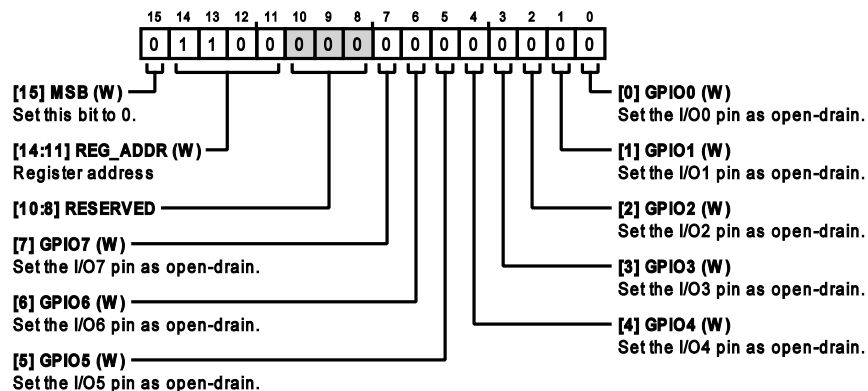 15 14 13 12 11 10 9 8 7 6 5 4 3 2 1 0
0 1 1 0 0 0 0 0 0 0 0 0 0 0 0 0
[15] MSB (W)
Set this bit to 0.
[14:11] REG_ADDR (W)
Register address
[10:8] RESERVED
[7] GPIO7 (W)
Set the I/O7 pin as open-drain.
[6] GPIO6 (W)
Set the I/O6 pin as open-drain.
[5] GPIO5 (W)
Set the I/O5 pin as open-drain.
[0] GPIO0 (W)
Set the I/O0 pin as open-drain.
[1] GPIO1 (W)
Set the I/O1 pin as open-drain.
[2] GPIO2 (W)
Set the I/O2 pin as open-drain.
[3] GPIO3 (W)
Set the I/O3 pin as open-drain.
[4] GPIO4 (W)
Set the I/O4 pin as open-drain.